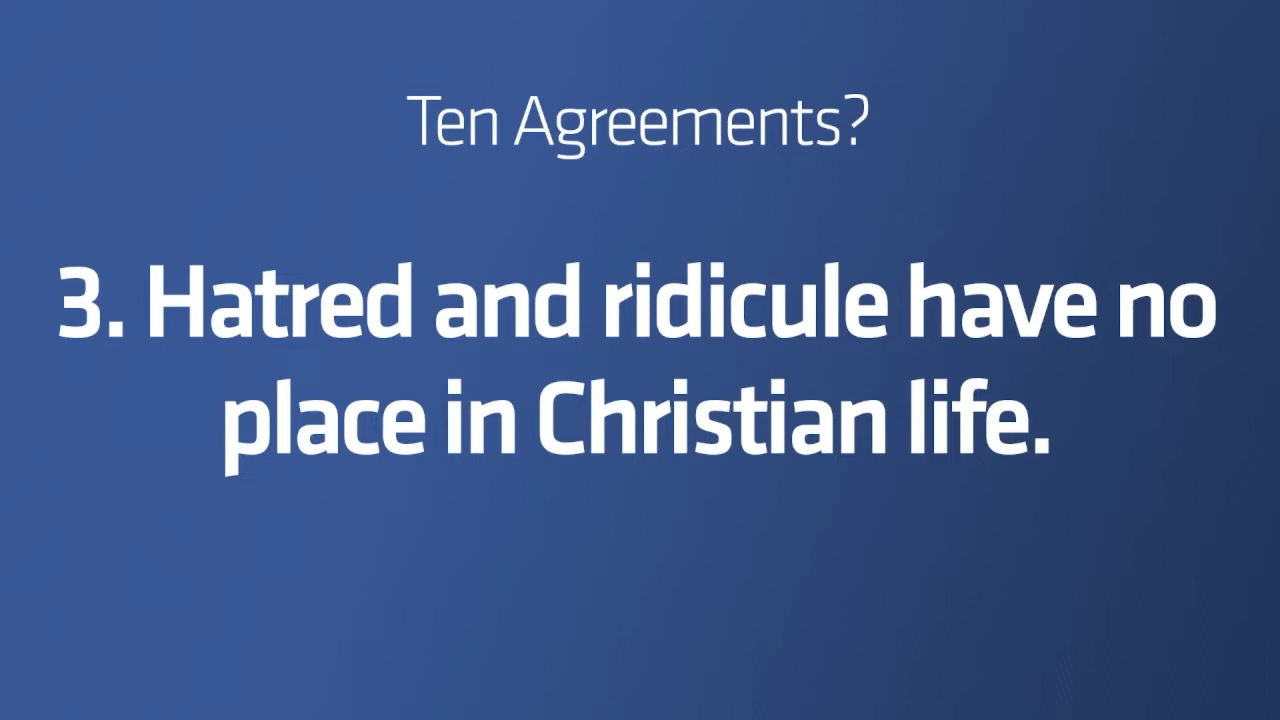 Ten Agreements?
3. Hatred and ridicule have no
place in Christian life.